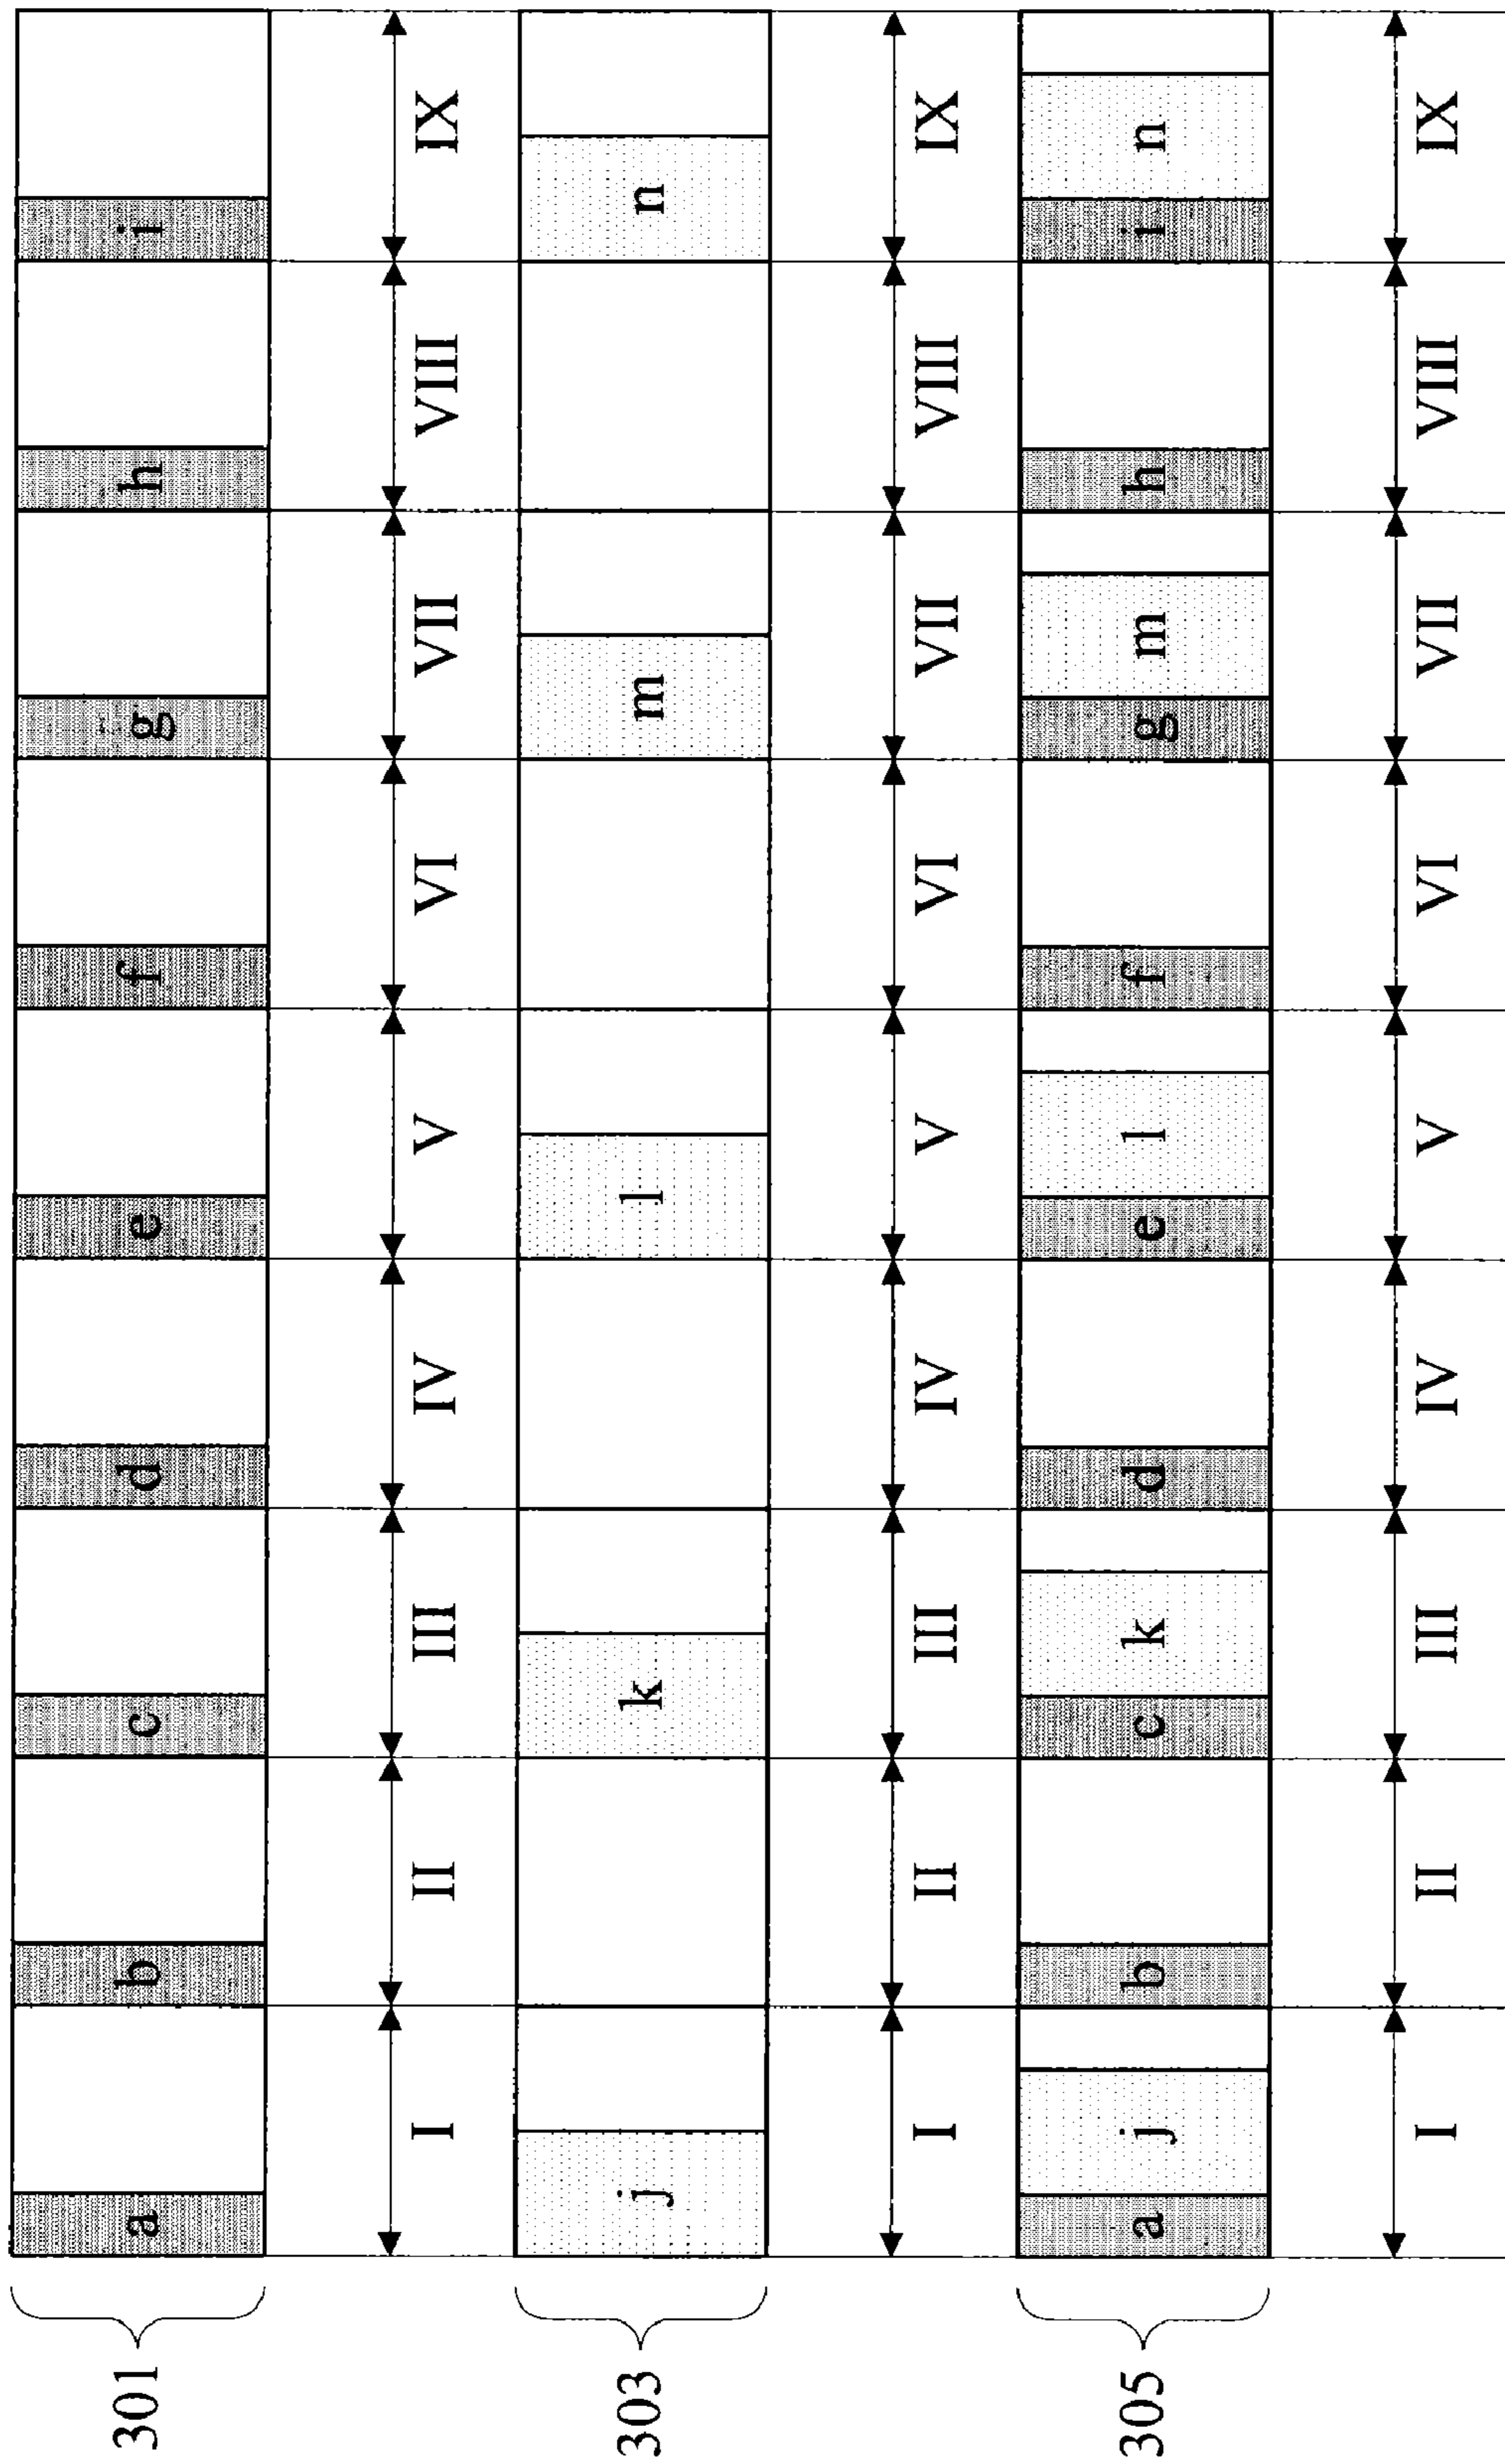 301
a b c d e f g h i
I II III IV V VI VII VIII IX
303
j k l m n
I II III IV V VI VII VIII IX
305
a j b c k d e l f g m h i n
I II III IV V VI VII VIII IX